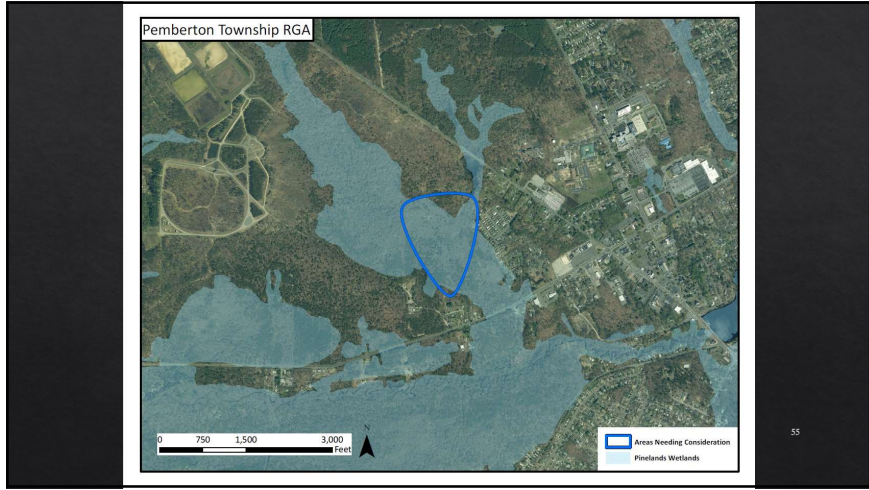 Pemberton Township RGA
N
0 750 1,500 3,000
Feet
Areas Needing Consideration
Pinelands Wetlands
55